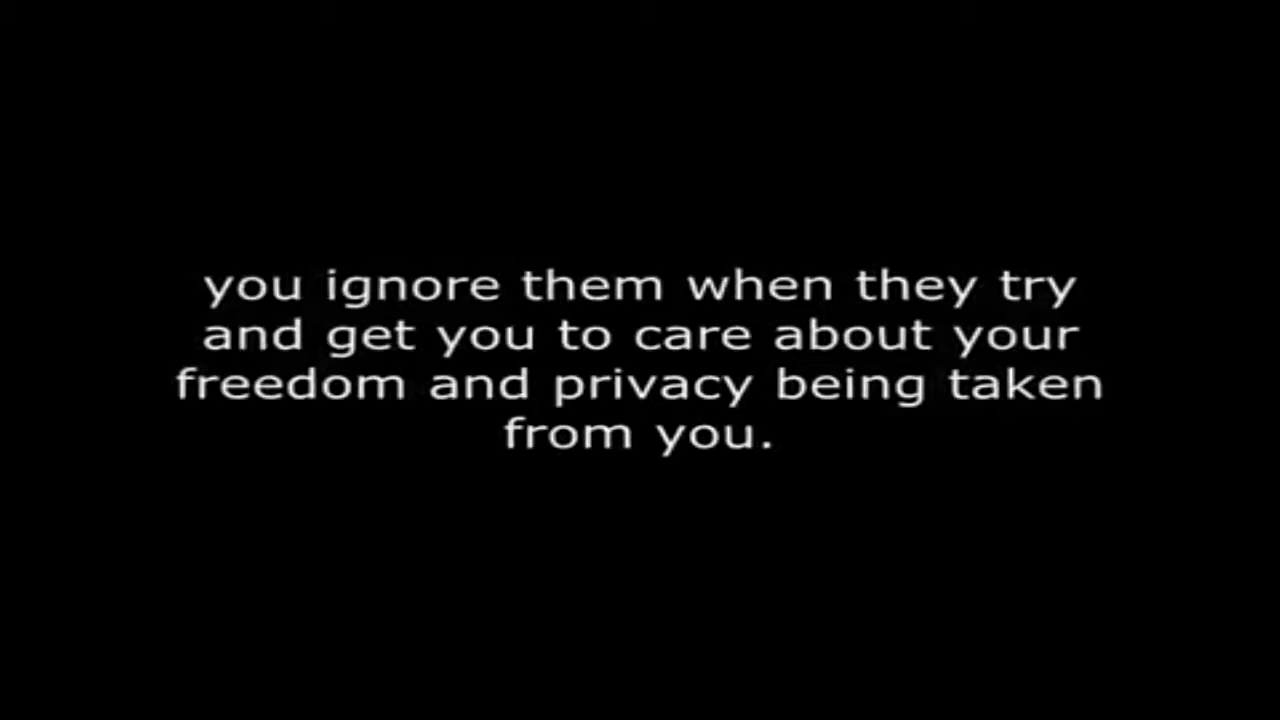 you ignore them when they try
and get you to care about your
freedom and privacy being taken
from you.